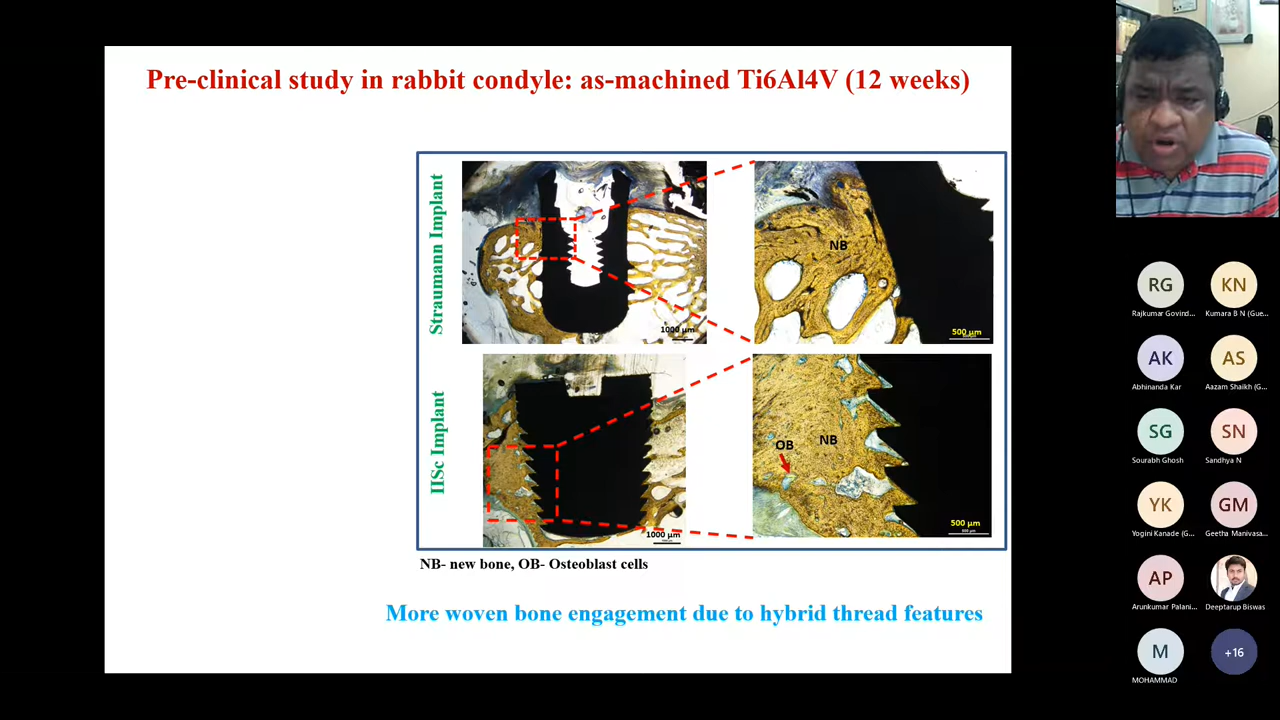 Pre-clinical study in rabbit condyle: as-machined Ti6Al4V (12 weeks)
Straumann Implant
1000 µm
NB
500 µm
IISc Implant
1000 µm
OB
NB
500 µm
NB- new bone, OB- Osteoblast cells
More woven bone engagement due to hybrid thread features
RG
Rajkumar Govind...
KN
Kumara B N (Gue...
AK
Abhinanda Kar
AS
Aazam Shaikh (G...
SG
Sourabh Ghosh
SN
Sandhya N
YK
Yogini Kanade (G...
GM
Geetha Manivasa...
AP
Arunkumar Palani...
Deeptarup Biswas
M
MOHAMMAD
+16